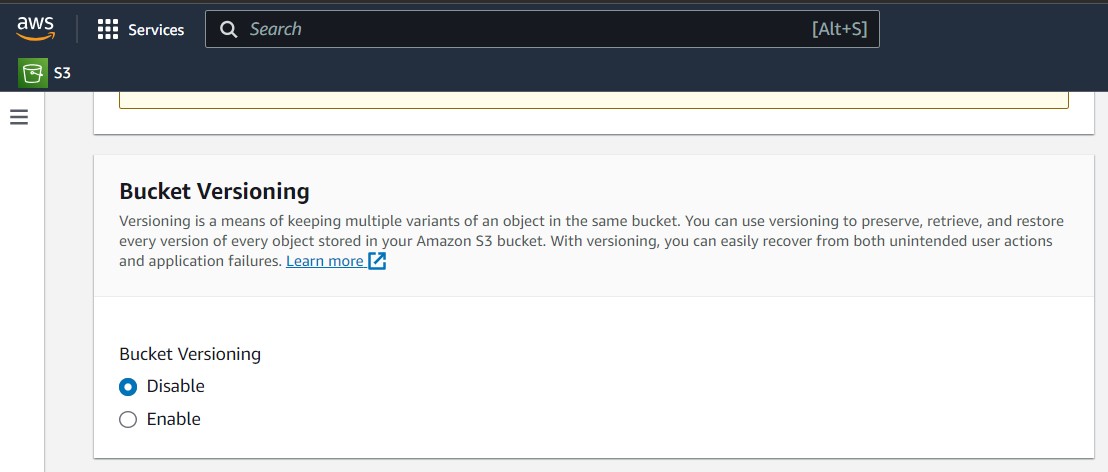 aws
Services
Search
[Alt+S]
S3
Bucket Versioning
Versioning is a means of keeping multiple variants of an object in the same bucket. You can use versioning to preserve, retrieve, and restore
every version of every object stored in your Amazon S3 bucket. With versioning, you can easily recover from both unintended user actions
and application failures. Learn more
Bucket Versioning
Disable
Enable